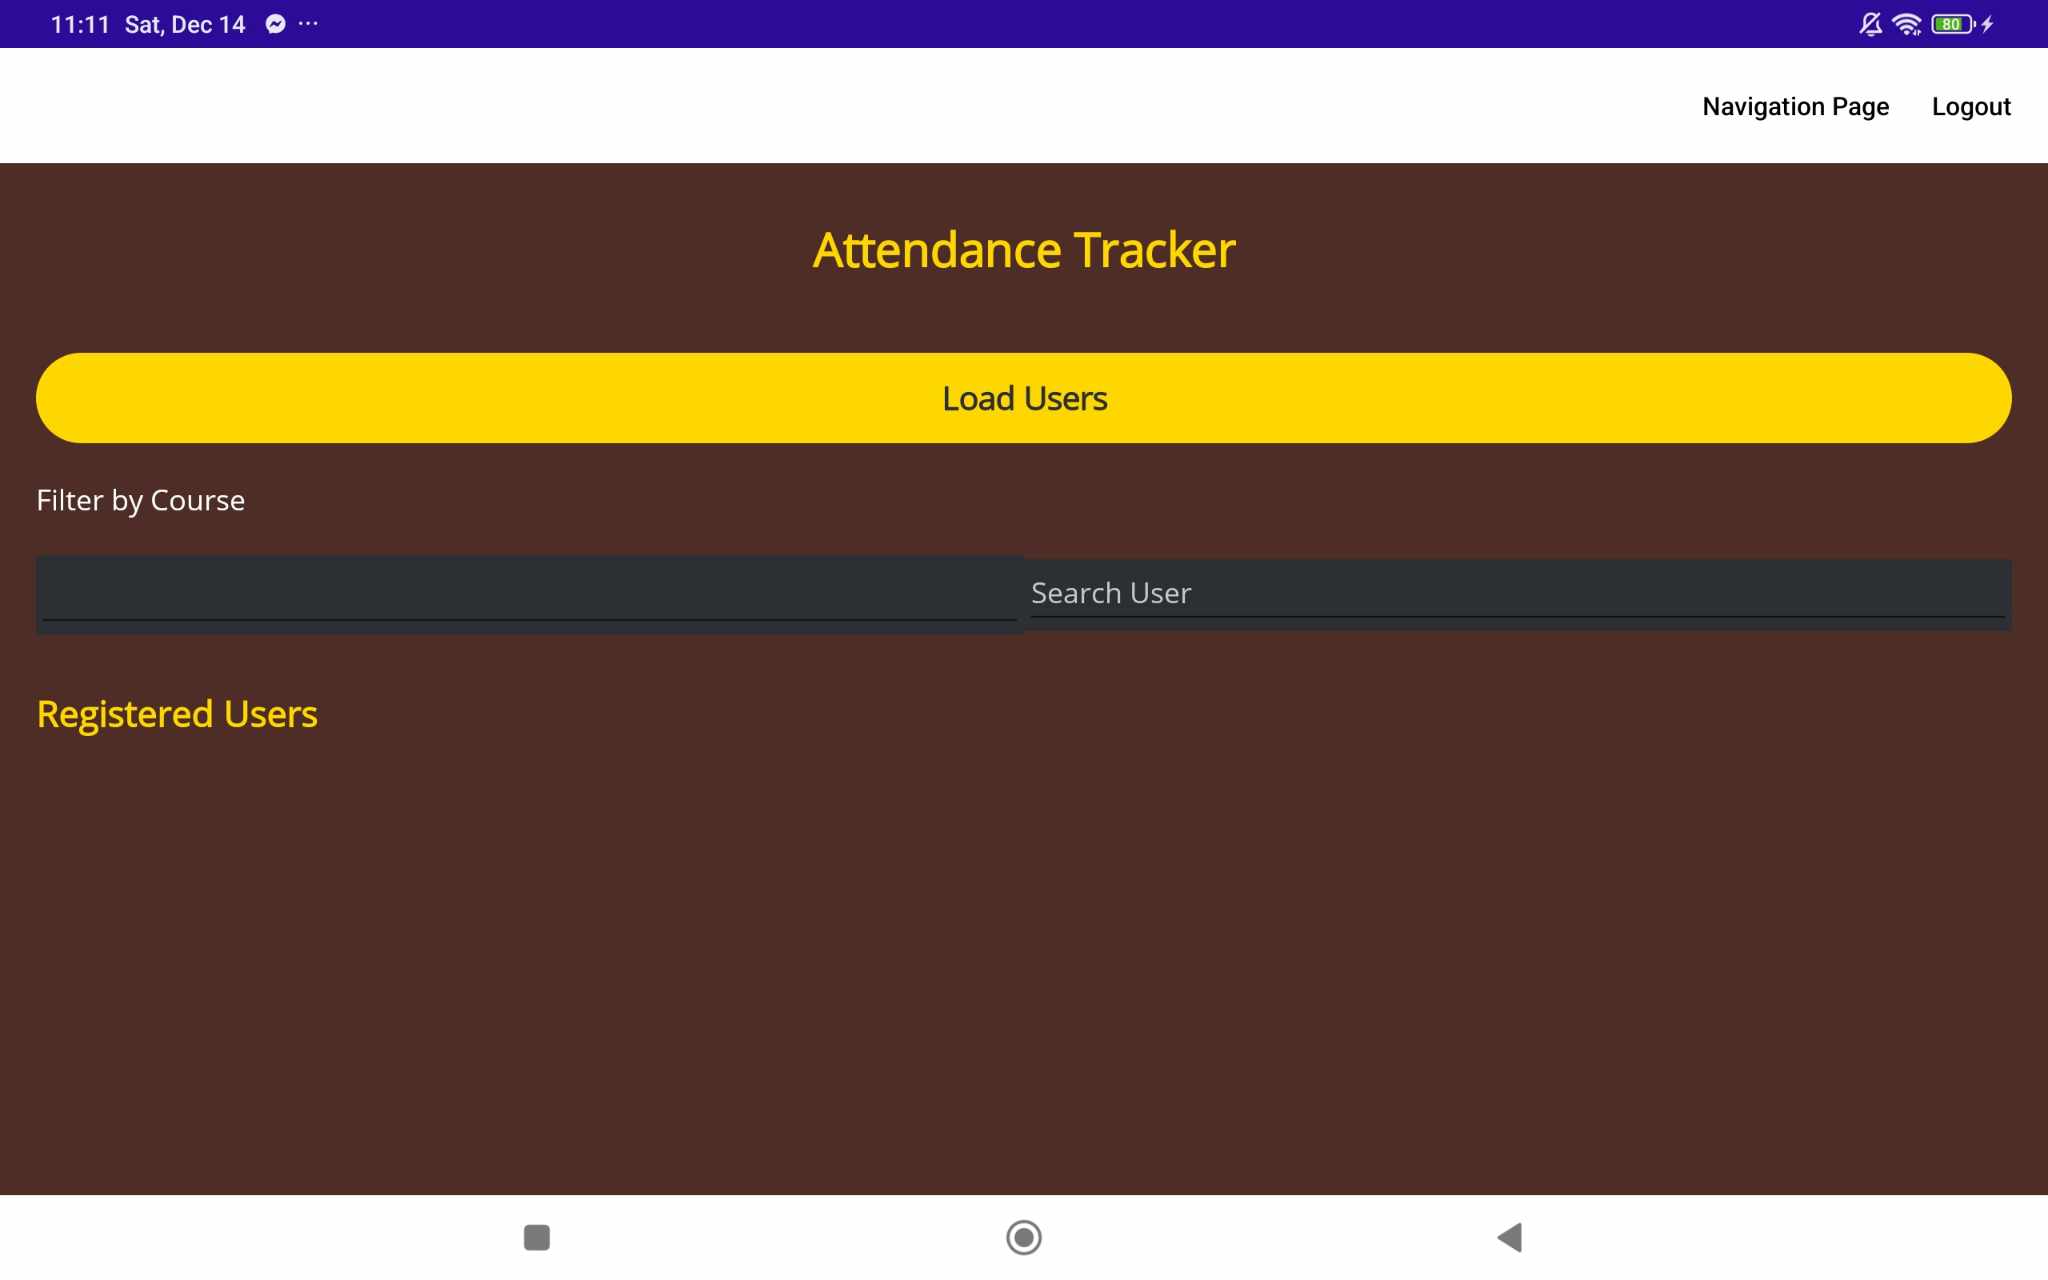 11:11 Sat, Dec 14 ···
80
Navigation Page Logout
Attendance Tracker
Load Users
Filter by Course
Search User
Registered Users